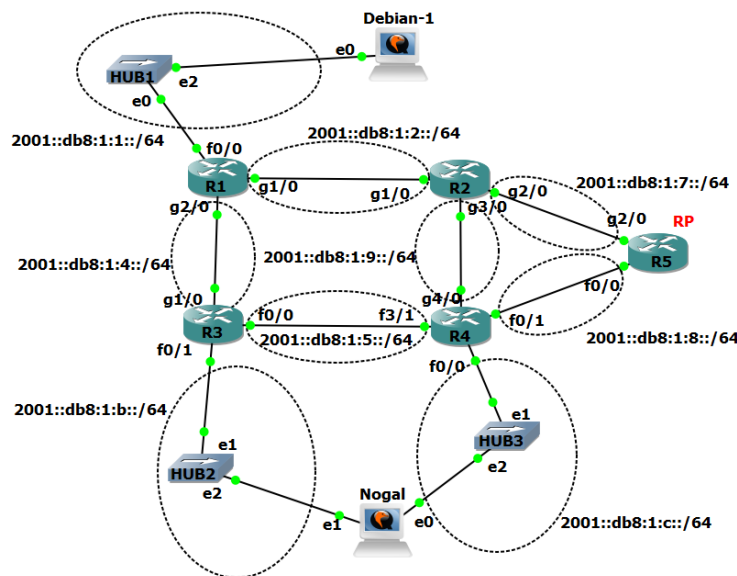 Debian-1
e0
HUB1
e2
e0
2001::db8:1:1::/64
2001::db8:1:2::/64
f0/0
R1
g1/0
g1/0
R2
g2/0
2001::db8:1:7::/64
g2/0
g3/0
g2/0
RP
R5
2001::db8:1:4::/64
2001::db8:1:9::/64
f0/0
g1/0
g4/0
R3
f0/0
f3/1
R4
f0/1
f0/1
2001::db8:1:5::/64
2001::db8:1:8::/64
f0/0
2001::db8:1:b::/64
e1
HUB3
e1
e2
HUB2
e2
Nogal
e1
e0
2001::db8:1:c::/64